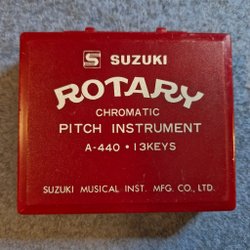 S SUZUKI
ROTARY
CHROMATIC
PITCH INSTRUMENT
A-440 • 13KEYS
SUZUKI MUSICAL INST. MFG. CO., LTD.